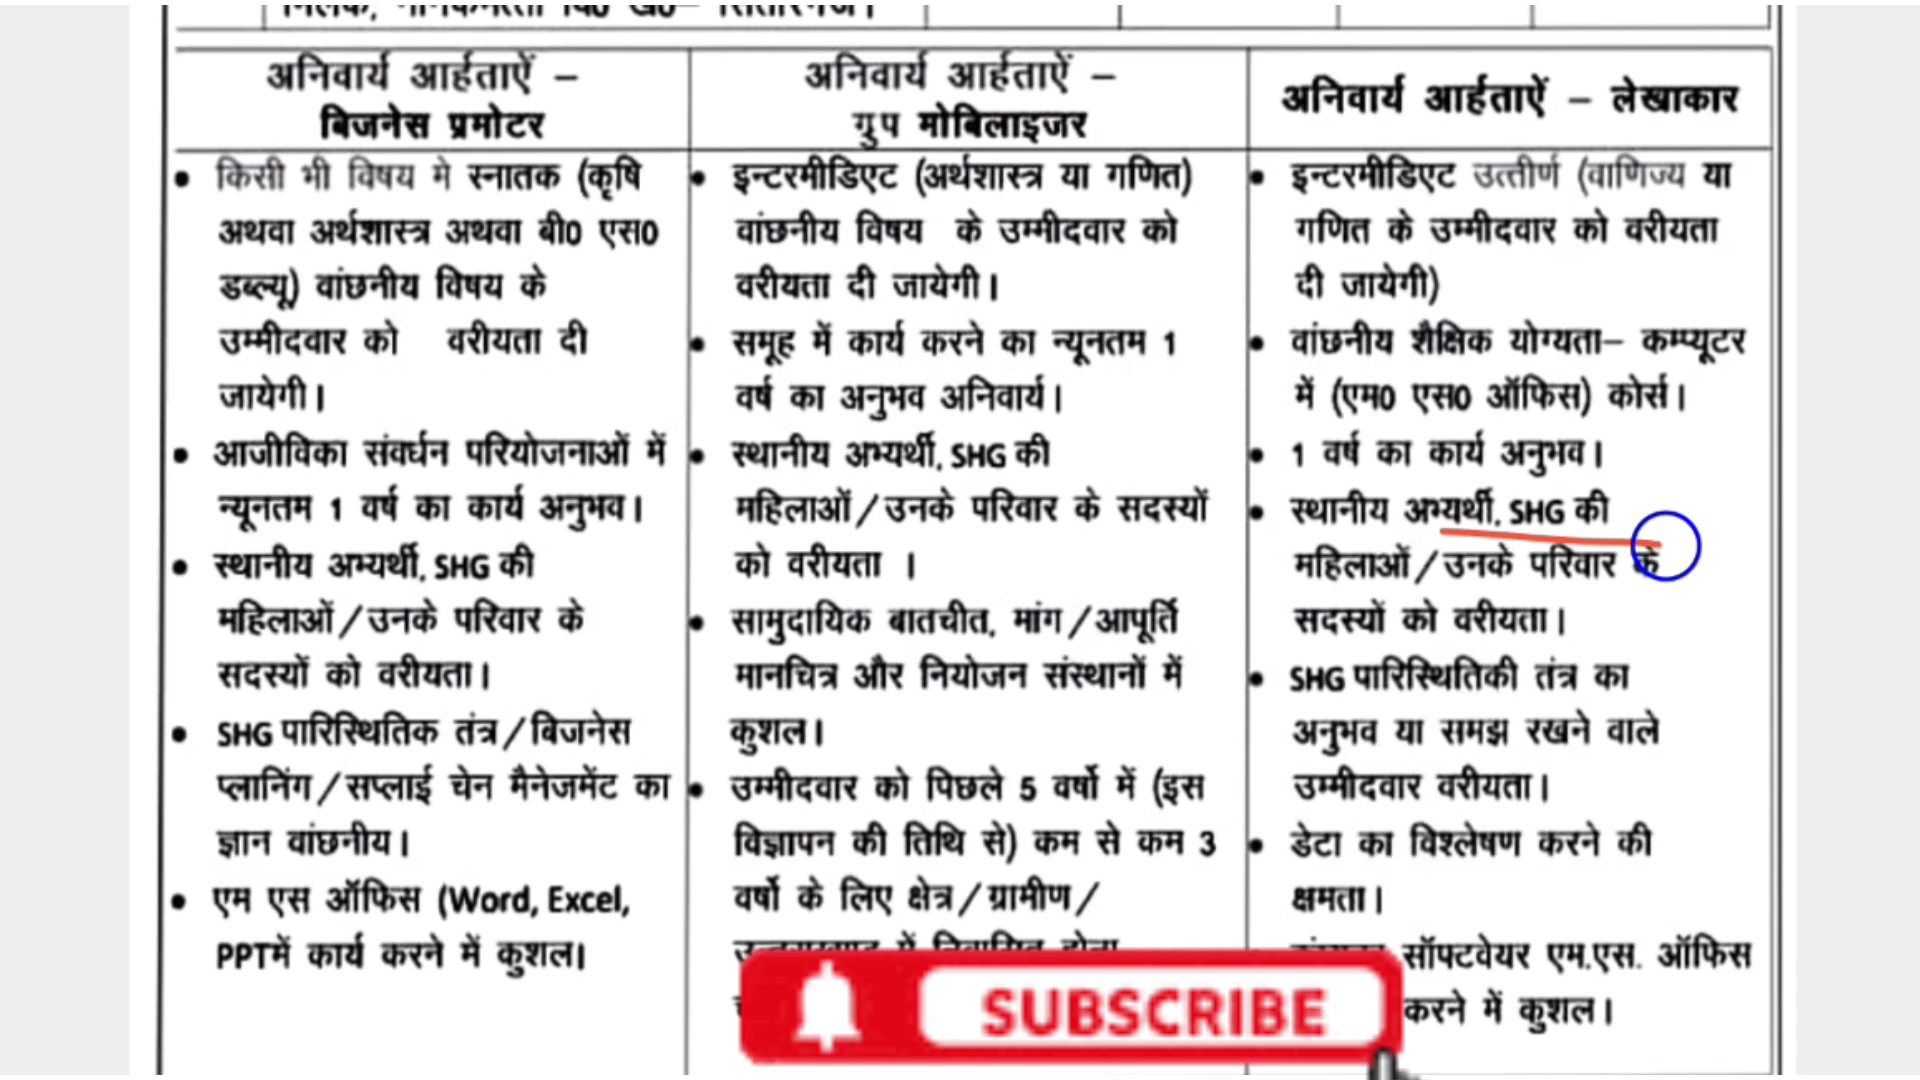 अनिवार्य आर्हताऐं –
बिजनेस प्रमोटर
किसी भी विषय मे स्नातक (कृषि
अथवा अर्थशास्त्र अथवा बी0 एस0
डब्ल्यू) वांछनीय विषय के
उम्मीदवार को वरीयता दी
जायेगी।
आजीविका संवर्धन परियोजनाओं में
न्यूनतम 1 वर्ष का कार्य अनुभव।
स्थानीय अभ्यर्थी, SHG की
महिलाओं/उनके परिवार के
सदस्यों को वरीयता।
SHG पारिस्थितिक तंत्र/बिजनेस
प्लानिंग/सप्लाई चेन मैनेजमेंट का
ज्ञान वांछनीय।
एम एस ऑफिस (Word, Excel,
PPTमें कार्य करने में कुशल।
अनिवार्य आर्हताऐं –
ग्रुप मोबिलाइजर
इन्टरमीडिएट (अर्थशास्त्र या गणित)
वांछनीय विषय के उम्मीदवार को
वरीयता दी जायेगी।
समूह में कार्य करने का न्यूनतम 1
वर्ष का अनुभव अनिवार्य।
स्थानीय अभ्यर्थी, SHG की
महिलाओं/उनके परिवार के सदस्यों
को वरीयता ।
सामुदायिक बातचीत, मांग/आपूर्ति
मानचित्र और नियोजन संस्थानों में
कुशल।
उम्मीदवार को पिछले 5 वर्षो में (इस
विज्ञापन की तिथि से) कम से कम 3
वर्षो के लिए क्षेत्र/ग्रामीण/
अनिवार्य आर्हताऐं – लेखाकार
इन्टरमीडिएट उत्तीर्ण (वाणिज्य या
गणित के उम्मीदवार को वरीयता
दी जायेगी)
वांछनीय शैक्षिक योग्यता– कम्प्यूटर
में (एम0 एस0 ऑफिस) कोर्स।
1 वर्ष का कार्य अनुभव।
स्थानीय अभ्यर्थी, SHG की
महिलाओं/उनके परिवार के
सदस्यों को वरीयता।
SHG पारिस्थितिकी तंत्र का
अनुभव या समझ रखने वाले
उम्मीदवार वरीयता।
डेटा का विश्लेषण करने की
क्षमता।
सॉफ्टवेयर एम.एस. ऑफिस
करने में कुशल।
SUBSCRIBE